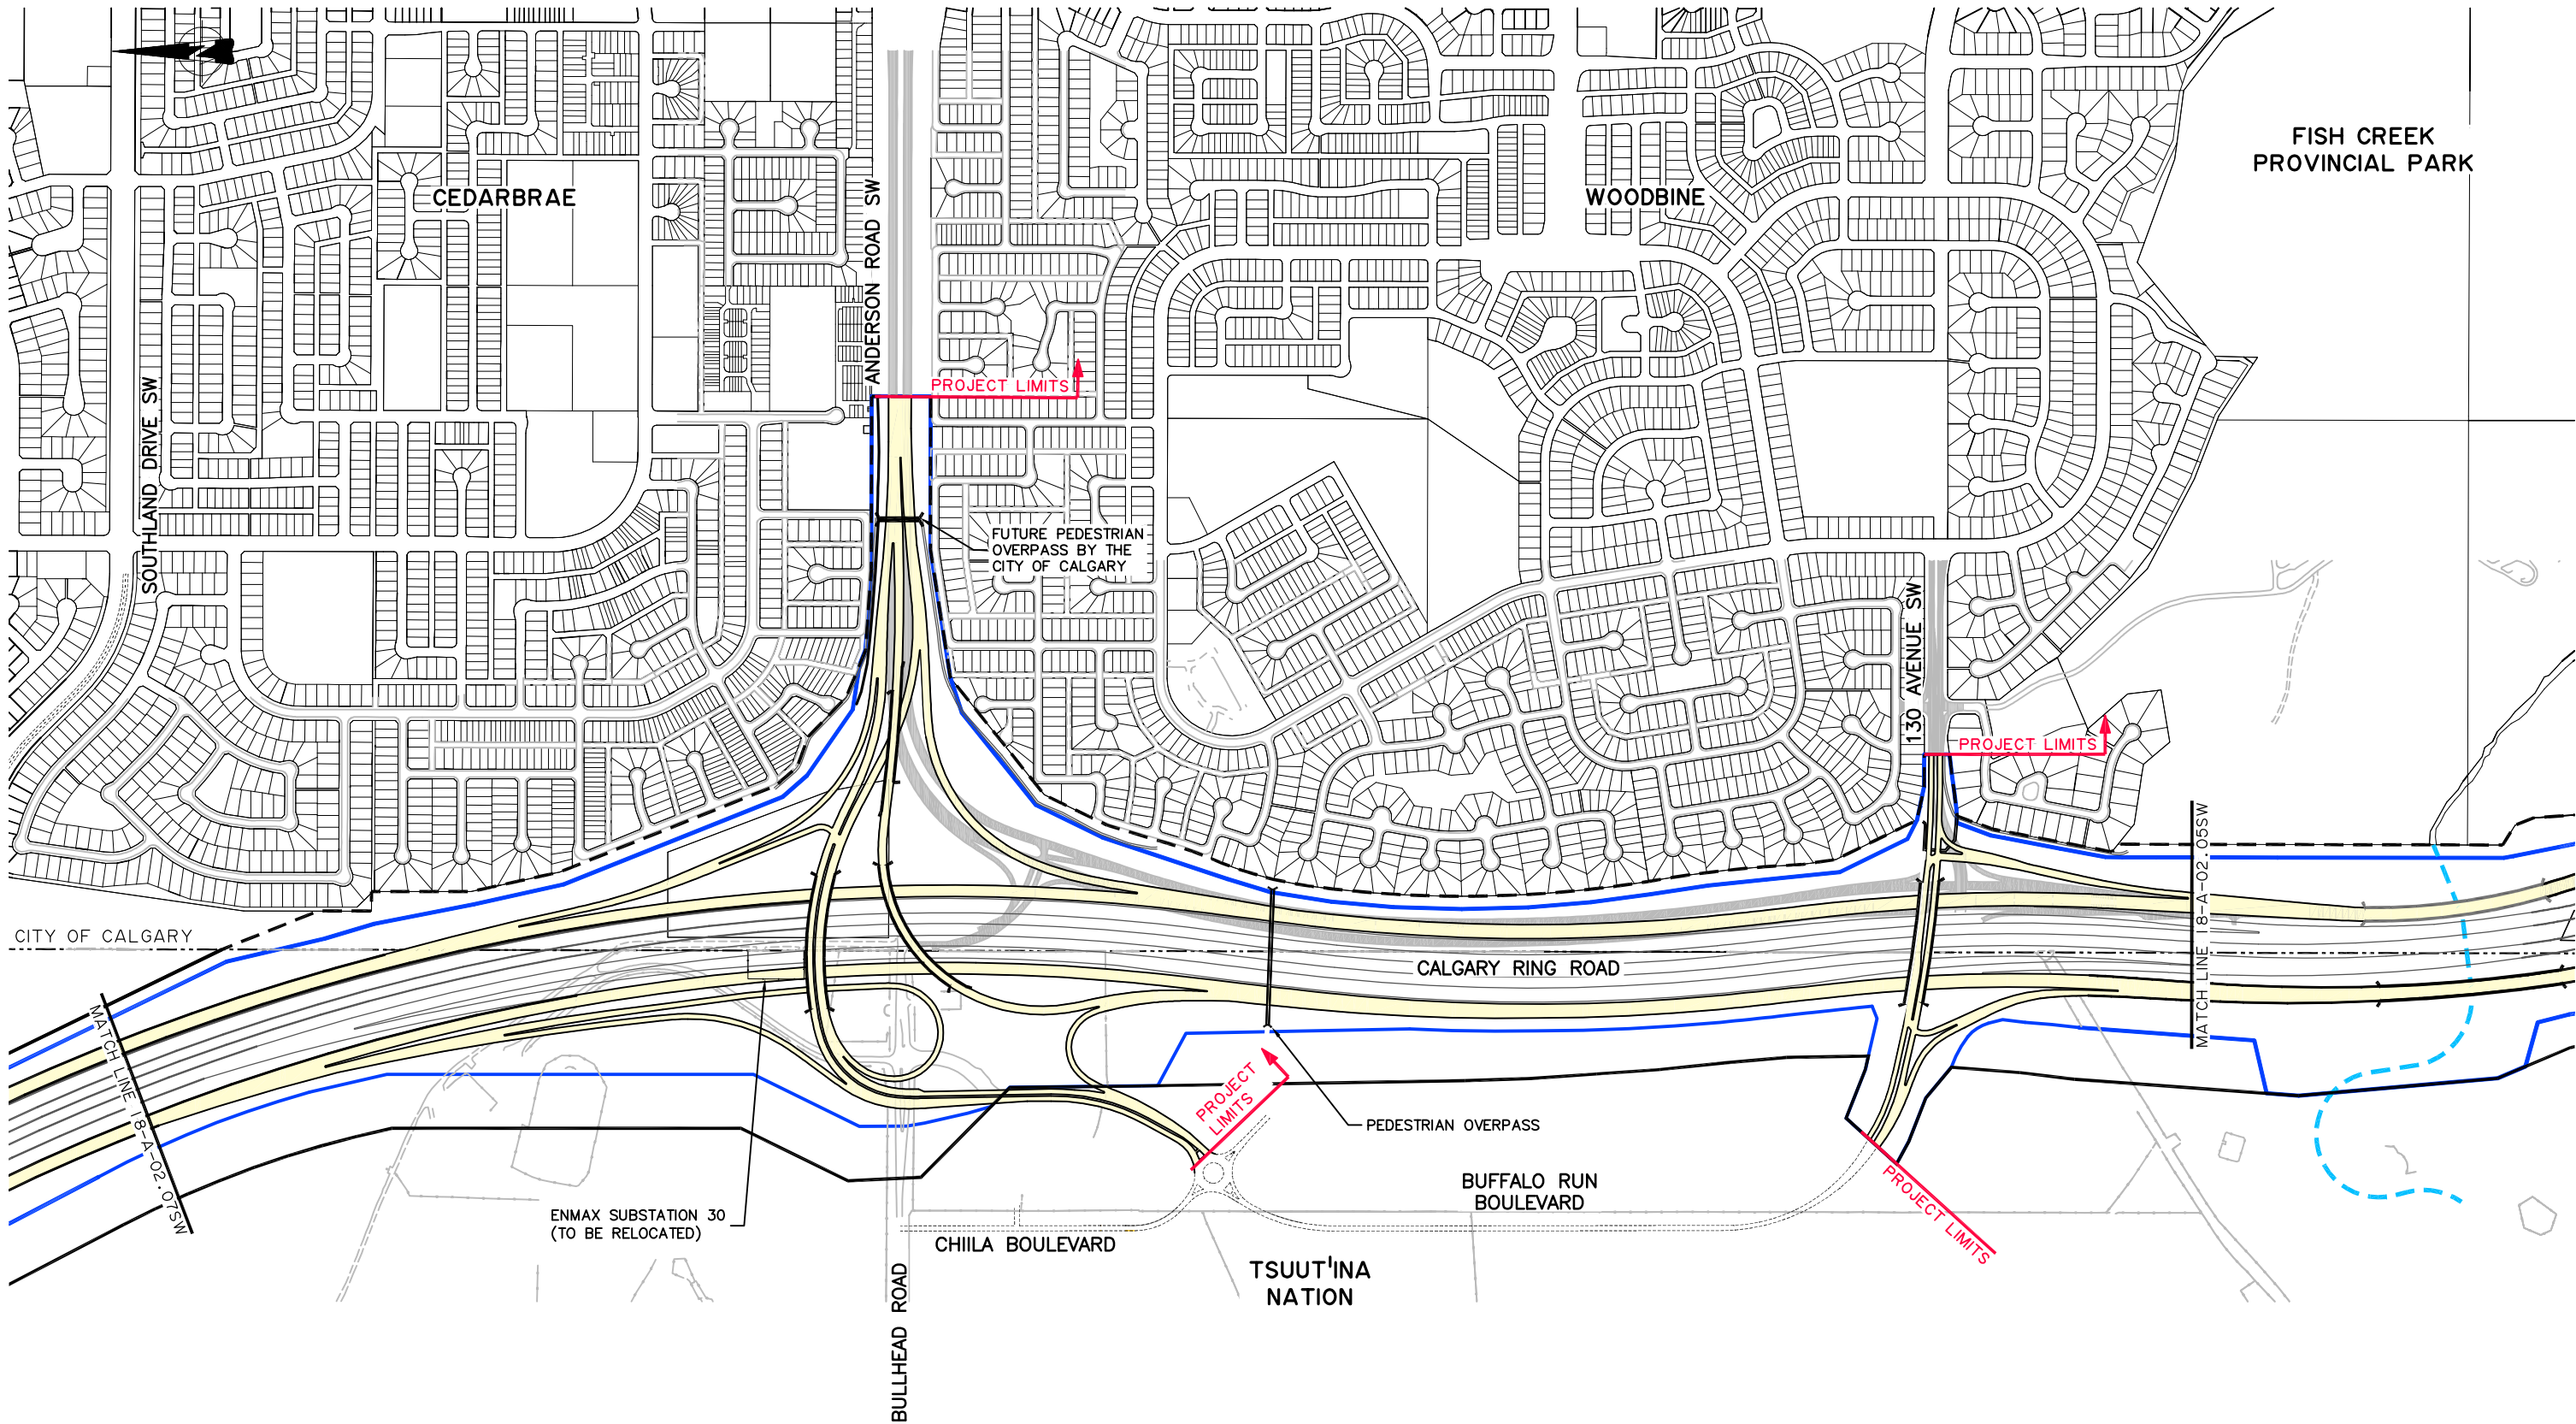 FISH CREEK
PROVINCIAL PARK
CEDARBRAE
WOODBINE
ANDERSON ROAD SW
SOUTHLAND DRIVE SW
PROJECT LIMITS
FUTURE PEDESTRIAN
OVERPASS BY THE
CITY OF CALGARY
130 AVENUE SW
PROJECT LIMITS
CITY OF CALGARY
CALGARY RING ROAD
MATCH LINE 18-A-02.05SW
MATCH LINE 18-A-02.07SW
PROJECT
LIMITS
PEDESTRIAN OVERPASS
BUFFALO RUN
BOULEVARD
PROJECT LIMITS
ENMAX SUBSTATION 30
(TO BE RELOCATED)
CHIILA BOULEVARD
TSUUT'INA
NATION
BULLHEAD ROAD